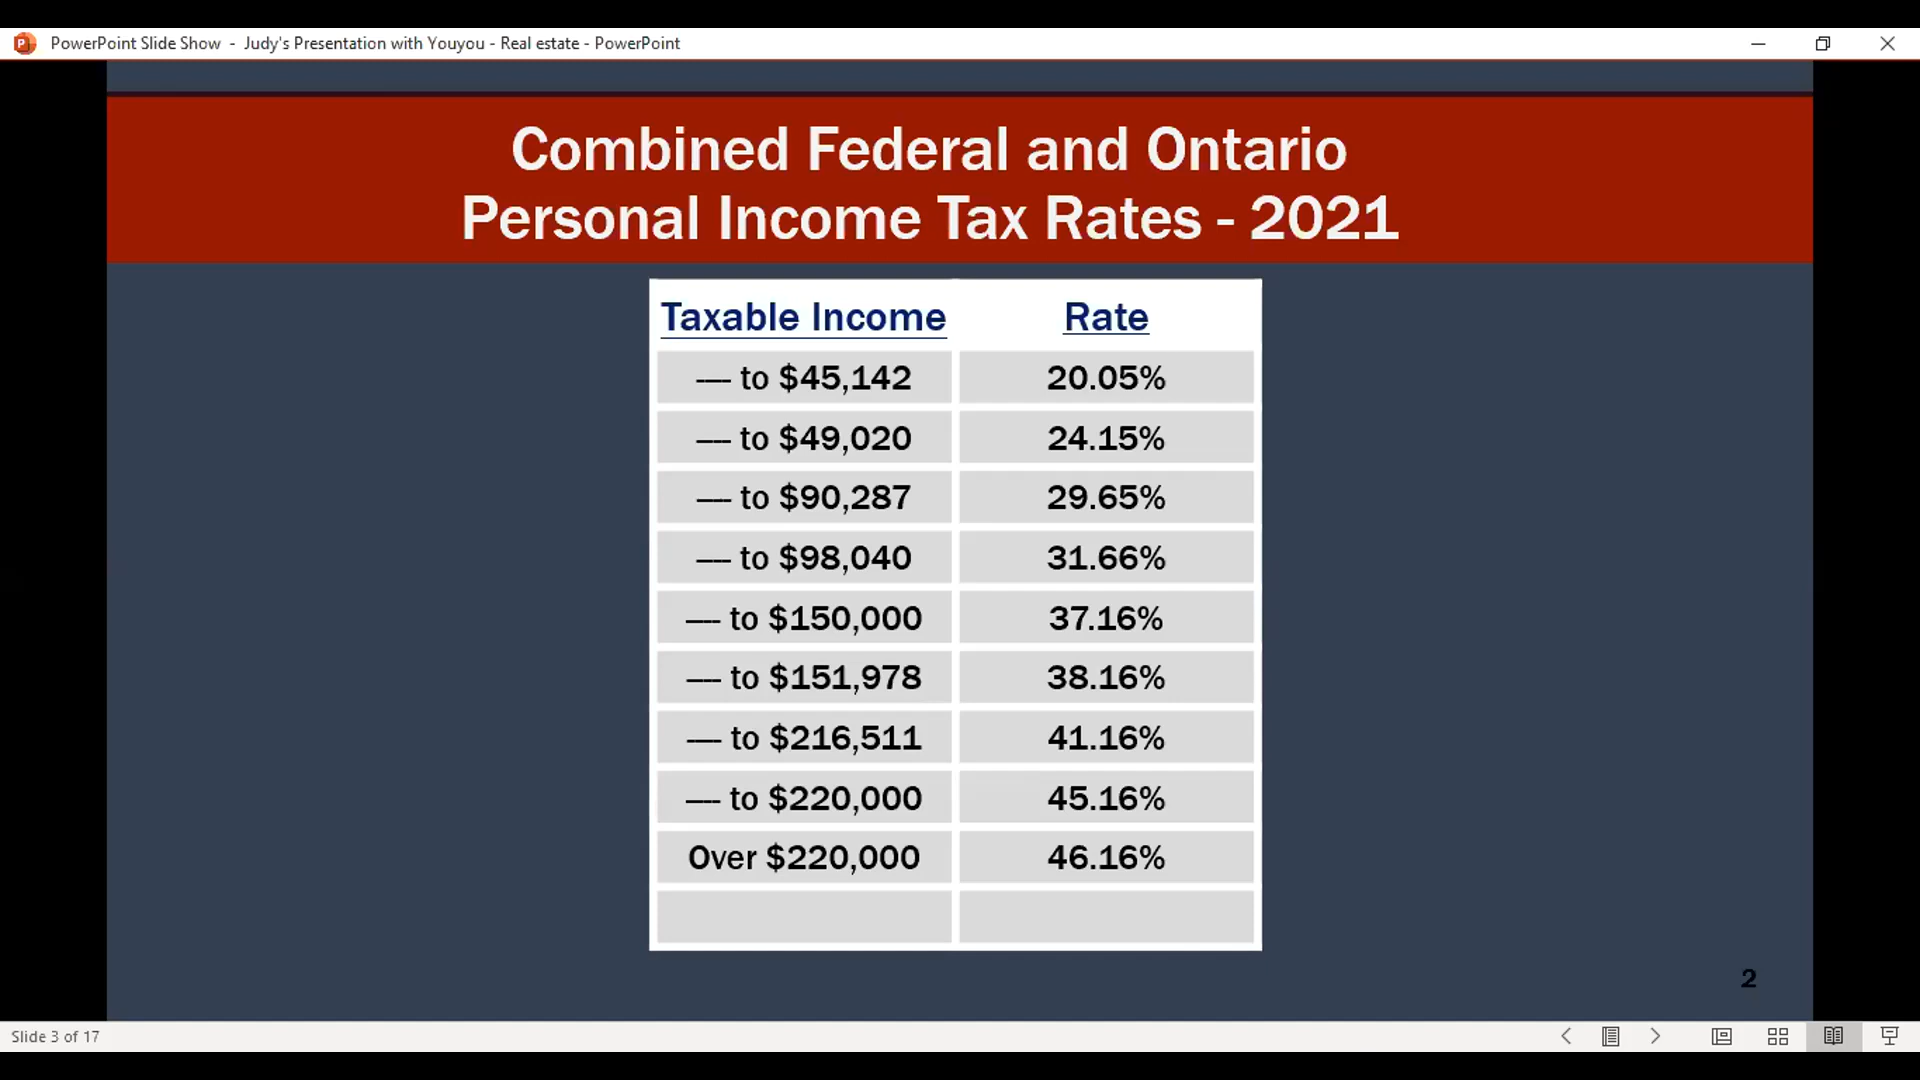 PowerPoint Slide Show - Judy's Presentation with Youyou - Real estate - PowerPoint
Combined Federal and Ontario
Personal Income Tax Rates - 2021
Taxable Income Rate
---- to $45,142 20.05%
---- to $49,020 24.15%
---- to $90,287 29.65%
---- to $98,040 31.66%
---- to $150,000 37.16%
---- to $151,978 38.16%
---- to $216,511 41.16%
---- to $220,000 45.16%
Over $220,000 46.16%
2
Slide 3 of 17